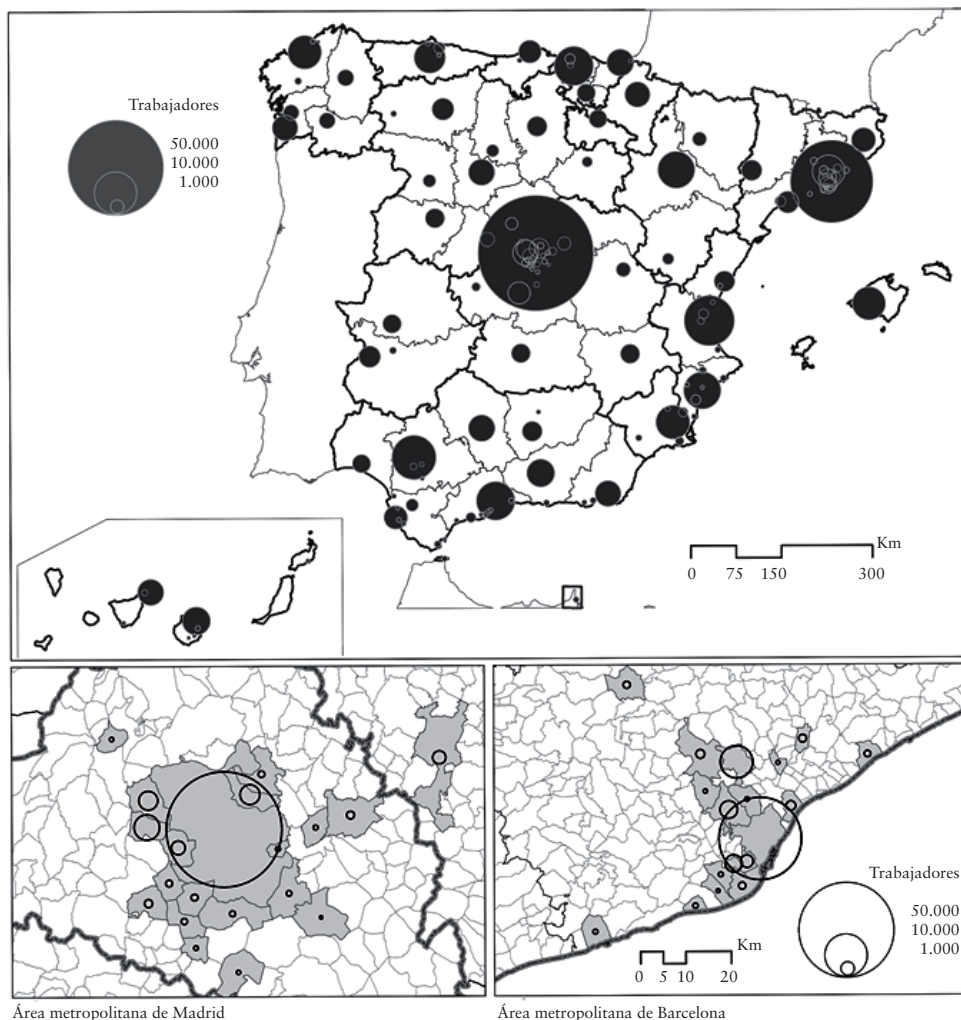 Trabajadores
50.000
10.000
1.000
Km
0 75 150 300
Trabajadores
50.000
10.000
1.000
Km
0 5 10 20
Área metropolitana de Madrid
Área metropolitana de Barcelona